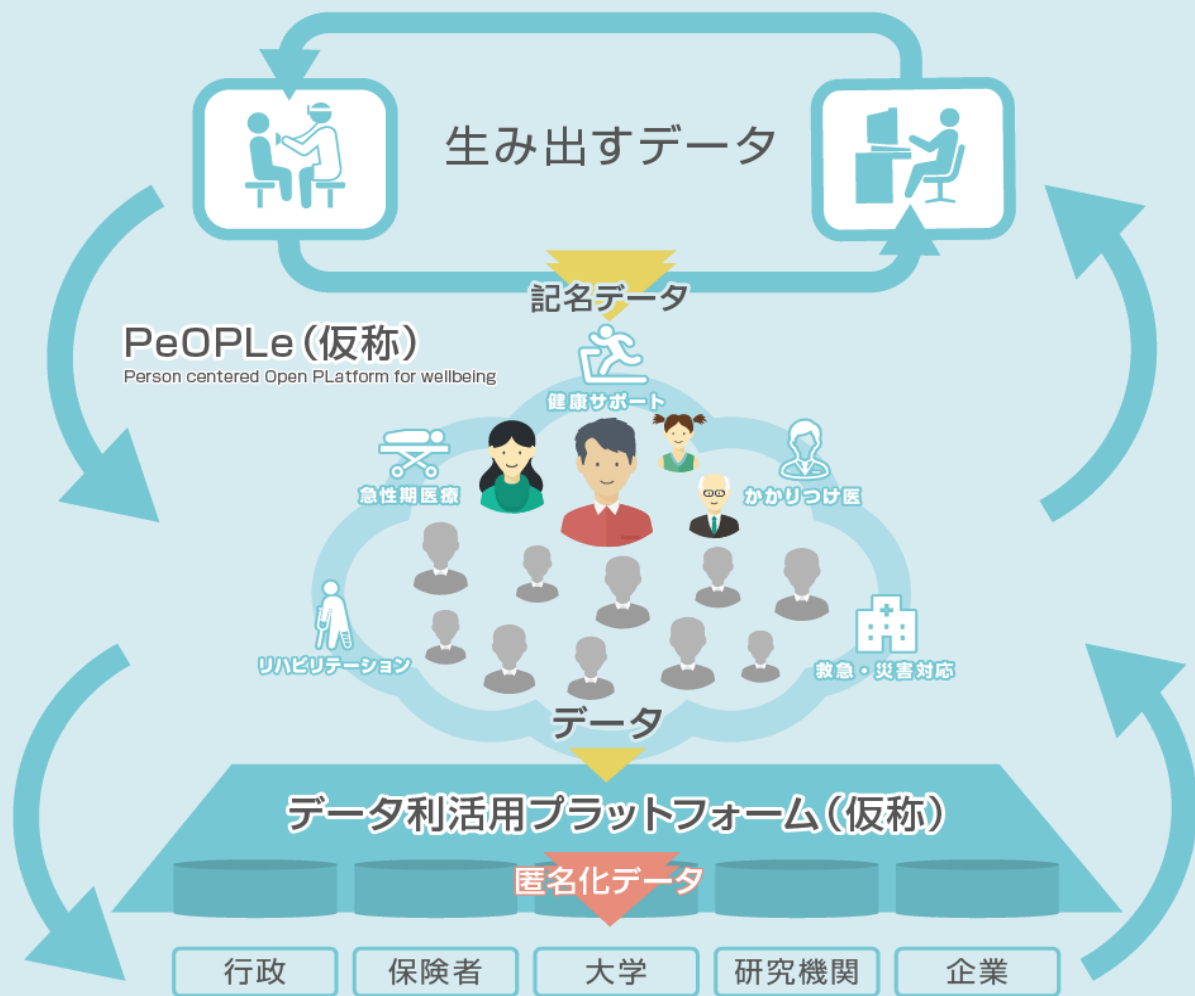 生み出すデータ
記名データ
PeOPLe(仮称)
Person centered Open PLatform for wellbeing
健康サポート
急性期医療
かかりつけ医
リハビリテーション
救急・災害対応
データ
データ利活用プラットフォーム(仮称)
匿名化データ
行政
保険者
大学
研究機関
企業